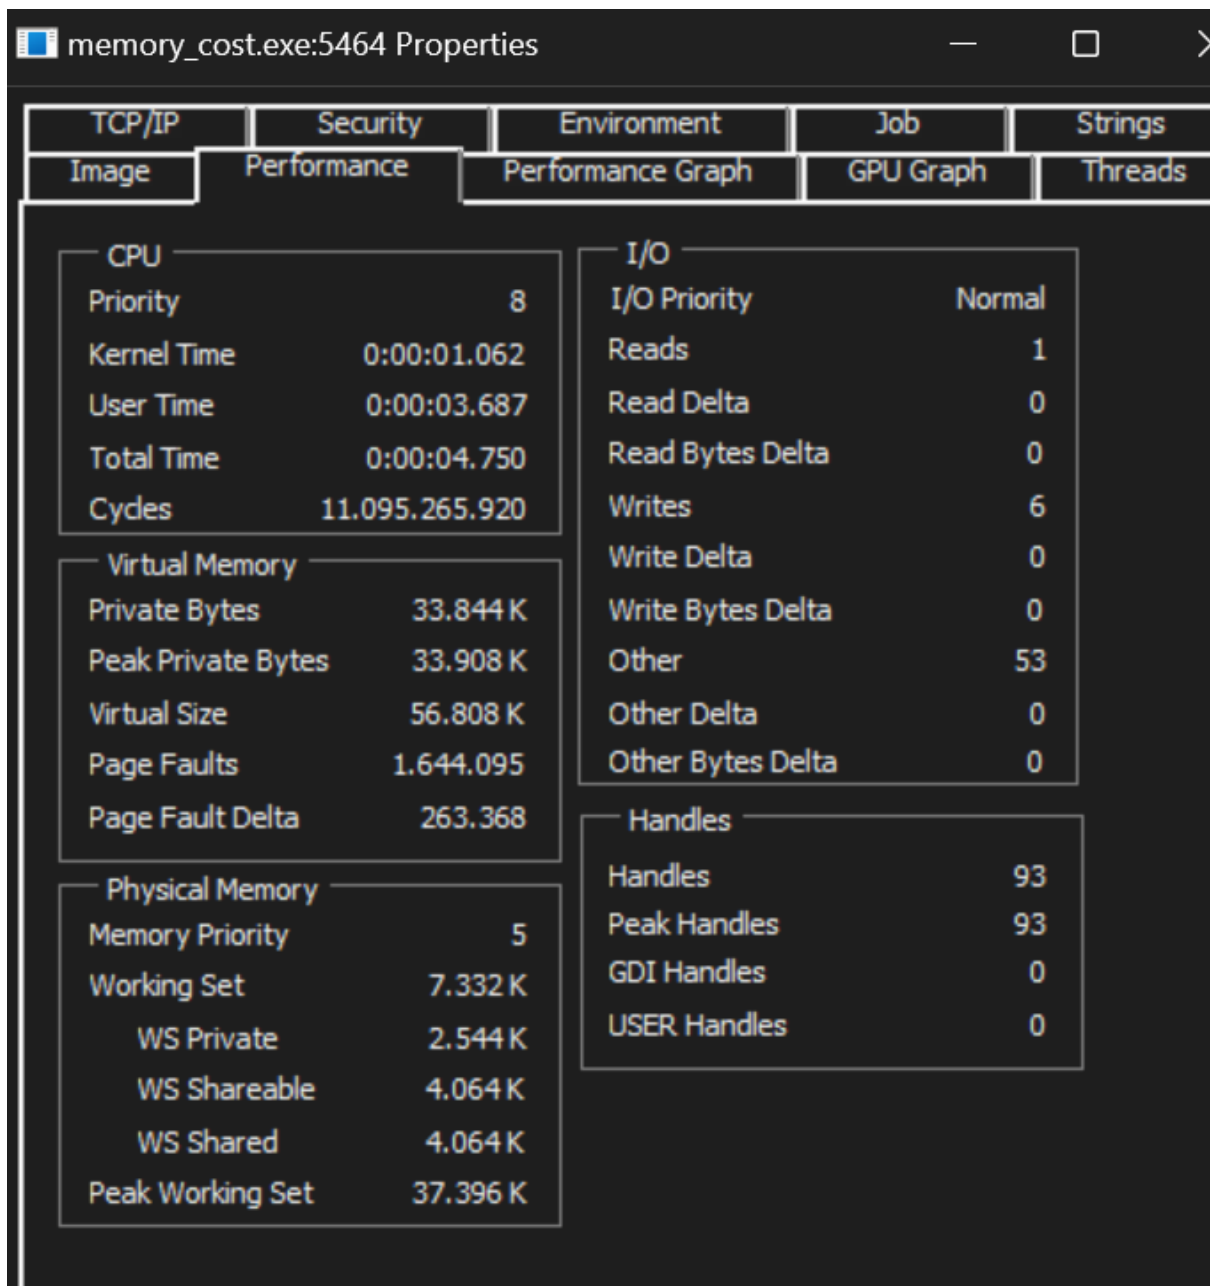 memory_cost.exe:5464 Properties
TCP/IP Security Environment Job Strings
Image Performance Performance Graph GPU Graph Threads
CPU
Priority 8
Kernel Time 0:00:01.062
User Time 0:00:03.687
Total Time 0:00:04.750
Cycles 11.095.265.920
Virtual Memory
Private Bytes 33.844 K
Peak Private Bytes 33.908 K
Virtual Size 56.808 K
Page Faults 1.644.095
Page Fault Delta 263.368
Physical Memory
Memory Priority 5
Working Set 7.332 K
WS Private 2.544 K
WS Shareable 4.064 K
WS Shared 4.064 K
Peak Working Set 37.396 K
I/O
I/O Priority Normal
Reads 1
Read Delta 0
Read Bytes Delta 0
Writes 6
Write Delta 0
Write Bytes Delta 0
Other 53
Other Delta 0
Other Bytes Delta 0
Handles
Handles 93
Peak Handles 93
GDI Handles 0
USER Handles 0